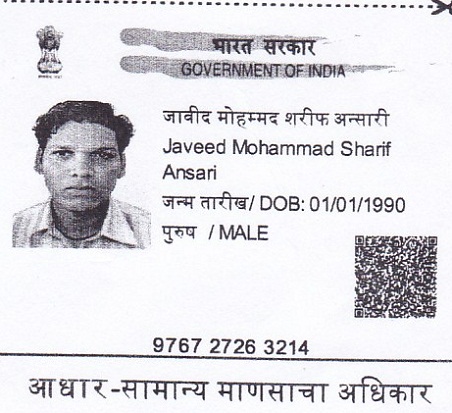 भारत सरकार
GOVERNMENT OF INDIA
जावीद मोहम्मद शरीफ अन्सारी
Javeed Mohammad Sharif
Ansari
जन्म तारीख/ DOB: 01/01/1990
पुरुष / MALE
9767 2726 3214
आधार-सामान्य माणसाचा अधिकार